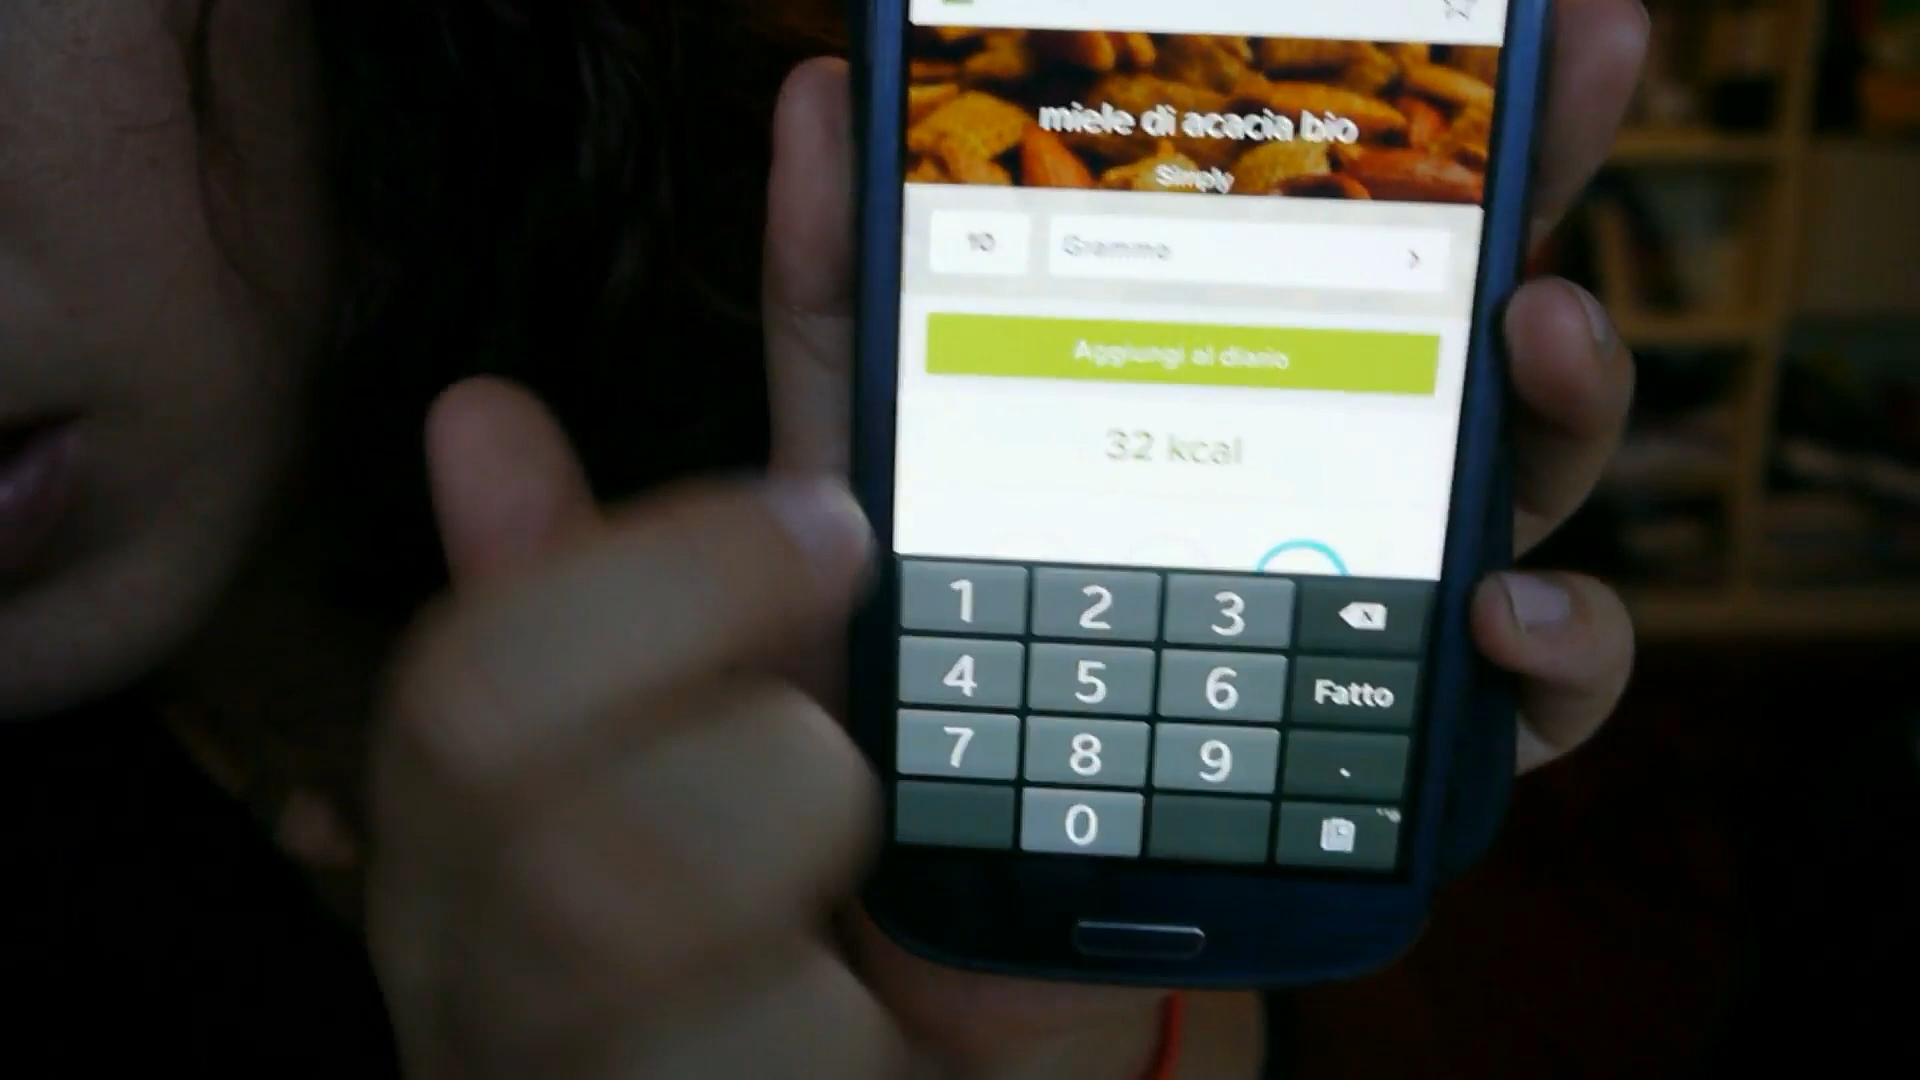 miele di acacia bio
Simply
10 Grammo
Aggiungi al diario
32 kcal
1 2 3
4 5 6 Fatto
7 8 9 .
0